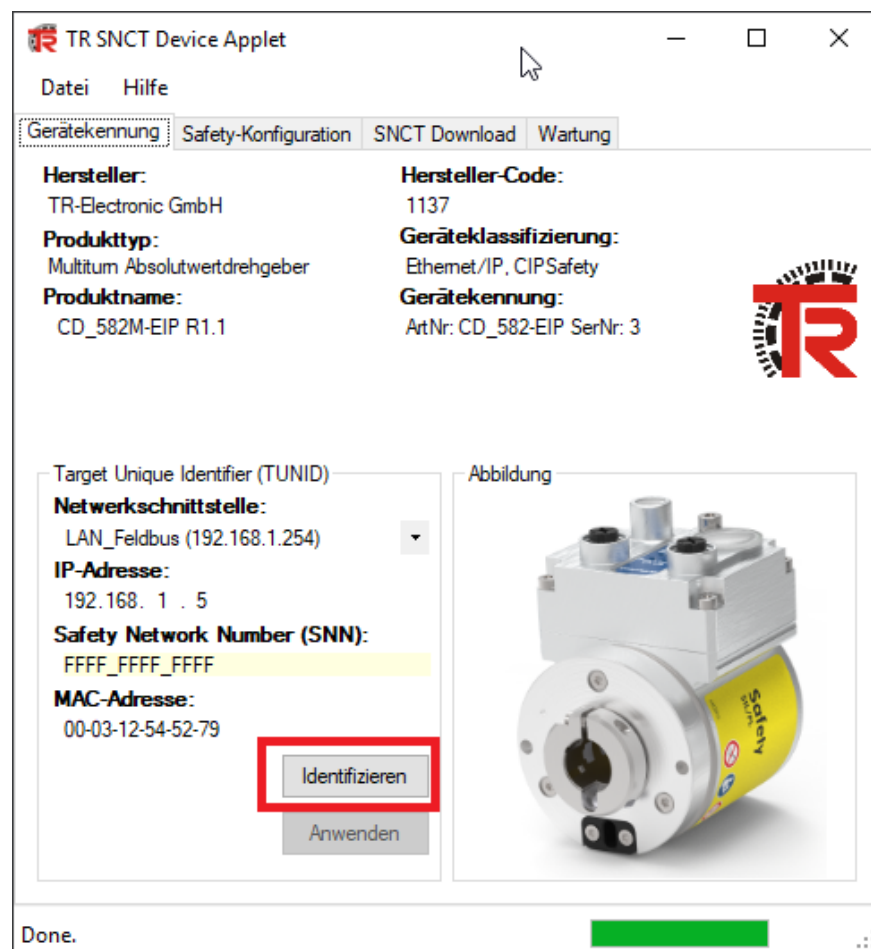 TR SNCT Device Applet
Datei Hilfe
Gerätekennung Safety-Konfiguration SNCT Download Wartung
Hersteller: Hersteller-Code:
TR-Electronic GmbH 1137
Produkttyp: Geräteklassifizierung:
Multiturn Absolutwertdrehgeber Ethernet/IP, CIPSafety
Produktname: Gerätekennung:
CD_582M-EIP R1.1 ArtNr: CD_582-EIP SerNr: 3
TR
Target Unique Identifier (TUNID) Abbildung
Netwerkschnittstelle:
LAN_Feldbus (192.168.1.254)
IP-Adresse:
192.168. 1 . 5
Safety Network Number (SNN):
FFFF_FFFF_FFFF
MAC-Adresse:
00-03-12-54-52-79
Safety
SIL/PL
Identifizieren
Anwenden
Done.